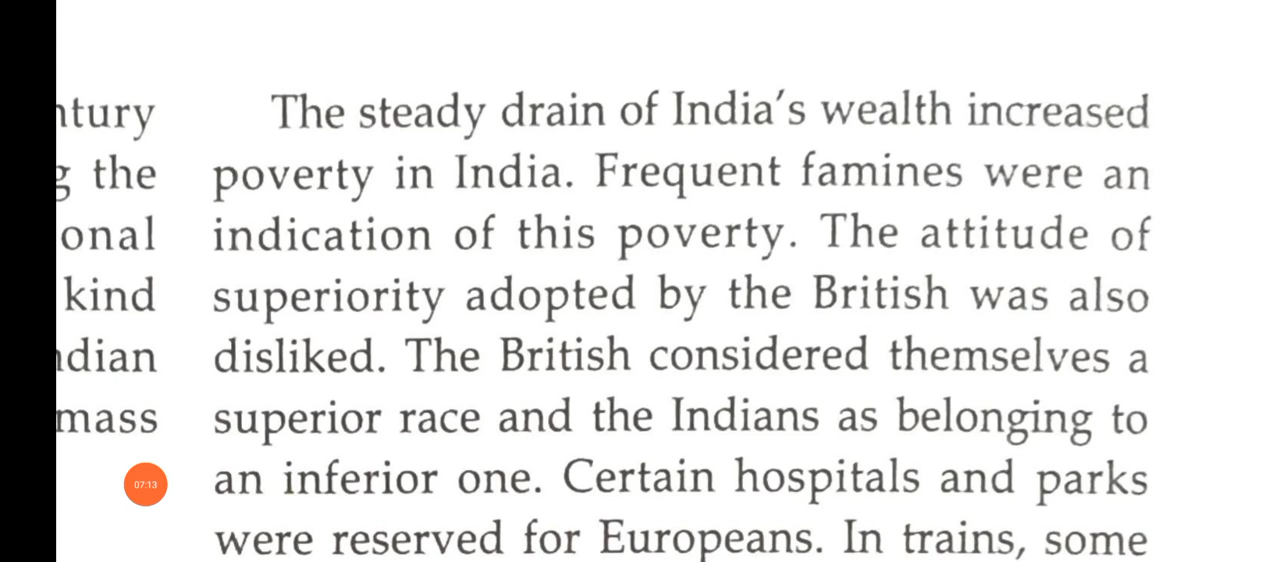 The steady drain of India's wealth increased
poverty in India. Frequent famines were an
indication of this poverty. The attitude of
superiority adopted by the British was also
disliked. The British considered themselves a
superior race and the Indians as belonging to
an inferior one. Certain hospitals and parks
were reserved for Europeans. In trains, some
the
onal
kind
mass
07:13